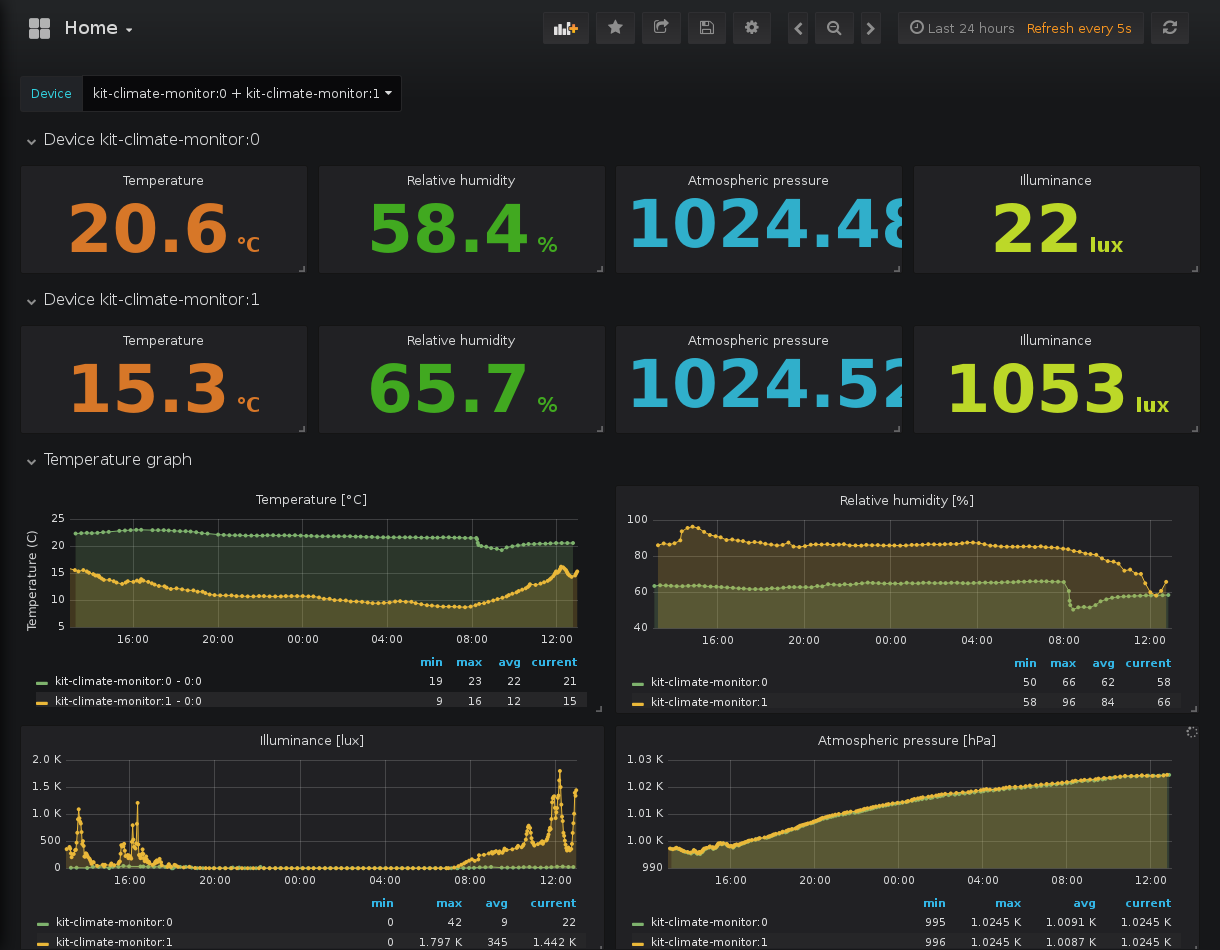 Home
Last 24 hours Refresh every 5s
Device kit-climate-monitor:0 + kit-climate-monitor:1
Device kit-climate-monitor:0
Temperature Relative humidity Atmospheric pressure Illuminance
20.6 °C 58.4 % 1024.48 22 lux
Device kit-climate-monitor:1
Temperature Relative humidity Atmospheric pressure Illuminance
15.3 °C 65.7 % 1024.52 1053 lux
Temperature graph
Temperature [°C]
Temperature (C)
25
20
15
10
5
16:00 20:00 00:00 04:00 08:00 12:00
min max avg current
kit-climate-monitor:0 - 0:0 19 23 22 21
kit-climate-monitor:1 - 0:0 9 16 12 15
Relative humidity [%]
100
80
60
40
16:00 20:00 00:00 04:00 08:00 12:00
min max avg current
kit-climate-monitor:0 50 66 62 58
kit-climate-monitor:1 58 96 84 66
Illuminance [lux]
2.0 K
1.5 K
1.0 K
500
0
16:00 20:00 00:00 04:00 08:00 12:00
min max avg current
kit-climate-monitor:0 0 42 9 22
kit-climate-monitor:1 0 1.797 K 345 1.442 K
Atmospheric pressure [hPa]
1.03 K
1.02 K
1.01 K
1.00 K
990
16:00 20:00 00:00 04:00 08:00 12:00
min max avg current
kit-climate-monitor:0 995 1.0245 K 1.0091 K 1.0245 K
kit-climate-monitor:1 996 1.0245 K 1.0087 K 1.0245 K